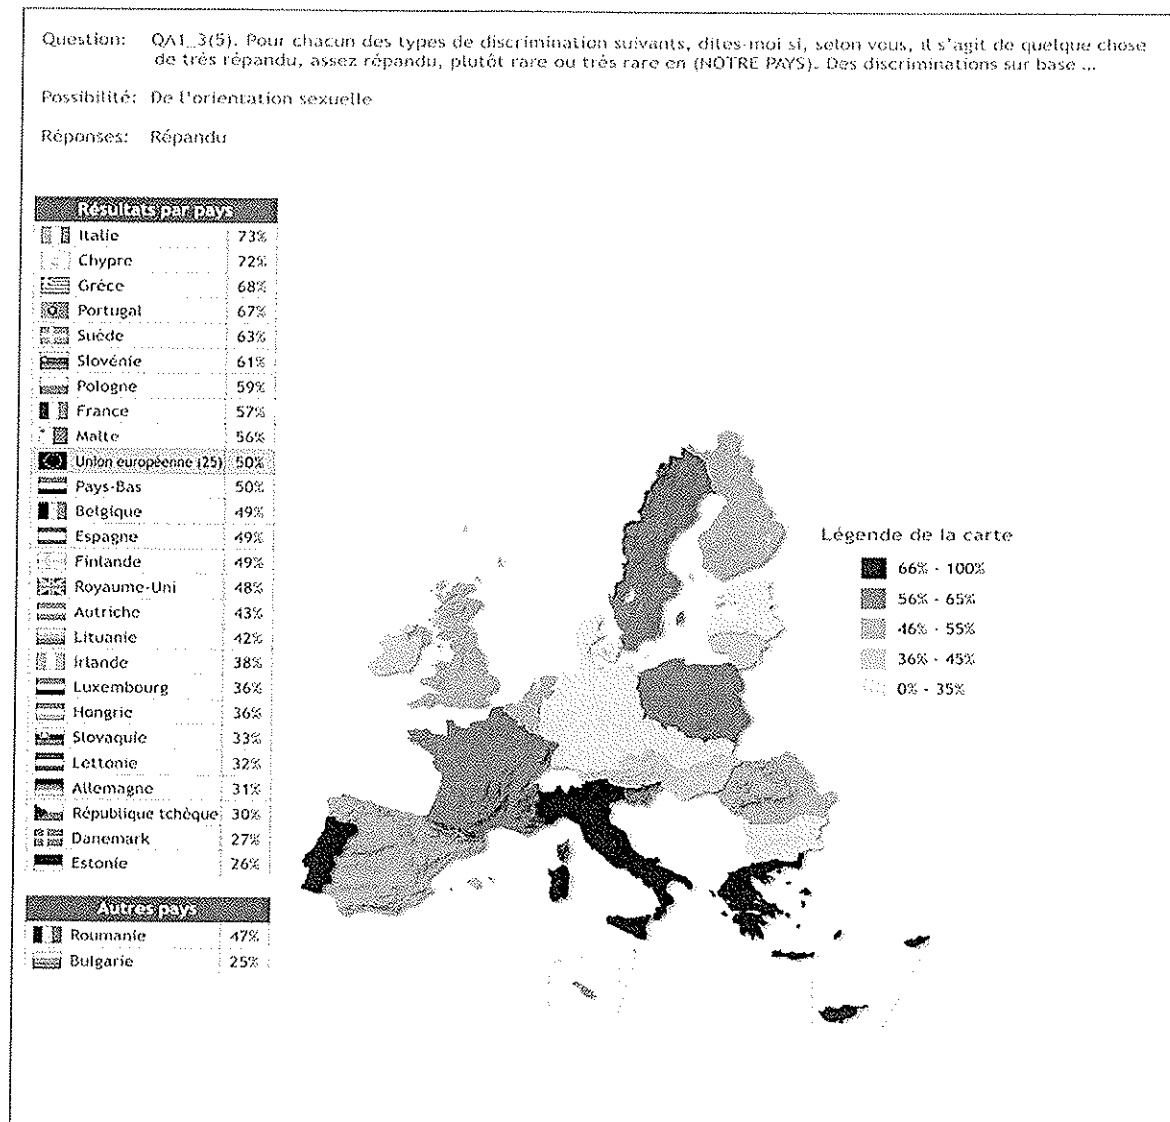 Question: QA1_3(5). Pour chacun des types de discrimination suivants, dites-moi si, selon vous, il s'agit de quelque chose
de très répandu, assez répandu, plutôt rare ou très rare en (NOTRE PAYS). Des discriminations sur base ...
Possibilité: De l'orientation sexuelle
Réponses: Répandu
Résultats par pays
Italie 73%
Chypre 72%
Grèce 68%
Portugal 67%
Suède 63%
Slovénie 61%
Pologne 59%
France 57%
Malte 56%
Union européenne (25) 50%
Pays-Bas 50%
Belgique 49%
Espagne 49%
Finlande 49%
Royaume-Uni 48%
Autriche 43%
Lituanie 42%
Irlande 38%
Luxembourg 36%
Hongrie 36%
Slovaquie 33%
Lettonie 32%
Allemagne 31%
République tchèque 30%
Danemark 27%
Estonie 26%
Autres pays
Roumanie 47%
Bulgarie 25%
Légende de la carte
66% - 100%
56% - 65%
46% - 55%
36% - 45%
0% - 35%